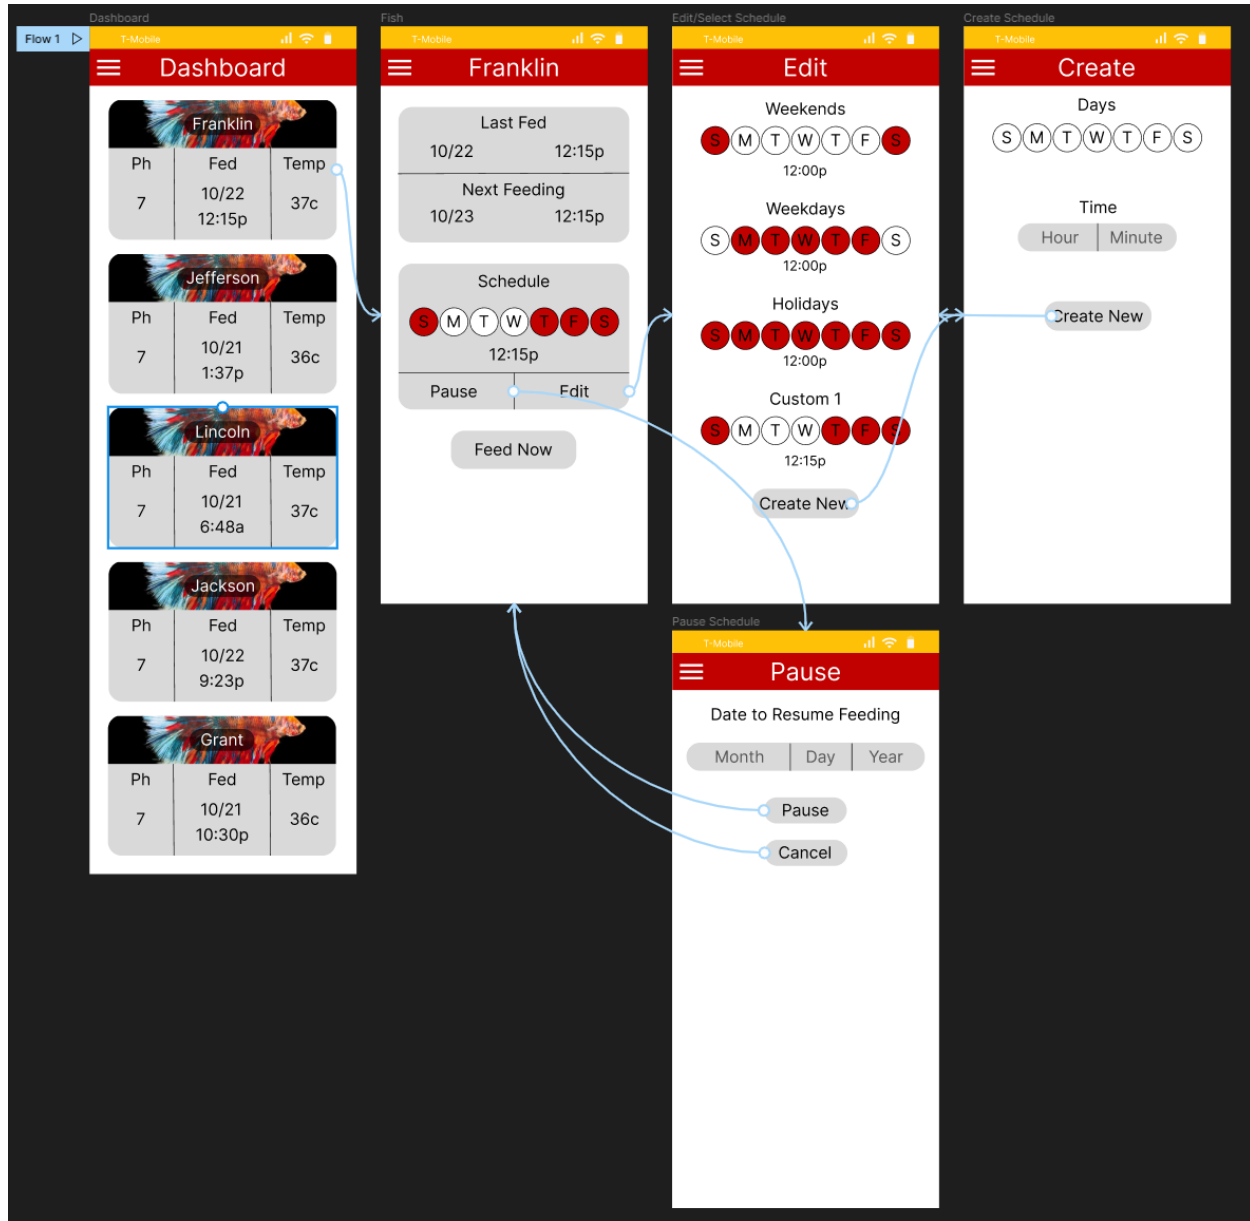 Flow 1
Dashboard
T-Mobile
Dashboard
Franklin
Ph Fed Temp
7 10/22 37c
12:15p
Jefferson
Ph Fed Temp
7 10/21 36c
1:37p
Lincoln
Ph Fed Temp
7 10/21 37c
6:48a
Jackson
Ph Fed Temp
7 10/22 37c
9:23p
Grant
Ph Fed Temp
7 10/21 36c
10:30p
Fish
T-Mobile
Franklin
Last Fed
10/22 12:15p
Next Feeding
10/23 12:15p
Schedule
S M T W T F S
12:15p
Pause Edit
Feed Now
Edit/Select Schedule
T-Mobile
Edit
Weekends
S M T W T F S
12:00p
Weekdays
S M T W T F S
12:00p
Holidays
S M T W T F S
12:00p
Custom 1
S M T W T F S
12:15p
Create New
Create Schedule
T-Mobile
Create
Days
S M T W T F S
Time
Hour Minute
Create New
Pause Schedule
T-Mobile
Pause
Date to Resume Feeding
Month Day Year
Pause
Cancel